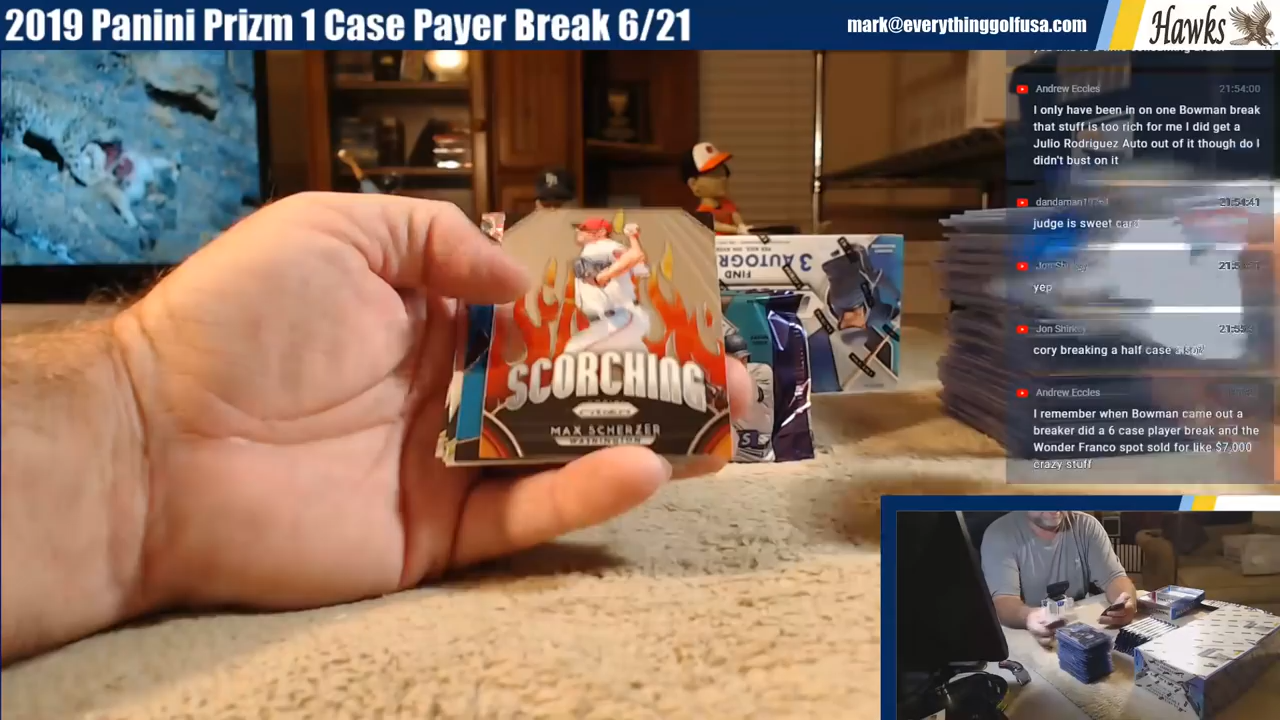 2019 Panini Prizm 1 Case Payer Break 6/21
mark@everythinggolfusa.com
Hawks
Andrew Eccles 21:54:00
I only have been in on one Bowman break
that stuff is too rich for me I did get a
Julio Rodriguez Auto out of it though do I
didn't bust on it
21:54:41
judge is sweet card
yep
Jon Shirley
cory breaking a half case
Andrew Eccles
I remember when Bowman came out a
breaker did a 6 case player break and the
Wonder Franco spot sold for like $7,000
crazy stuff
FIND
3 AUTOGR
SCORCHING
PRIZM
MAX SCHERZER
WASHINGTON